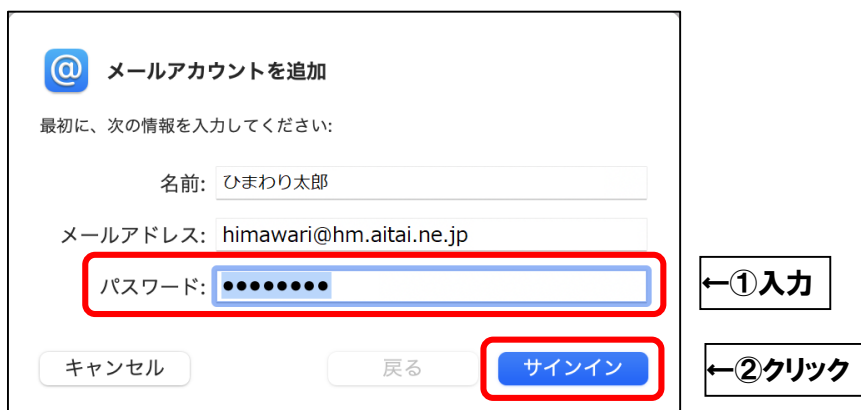 メールアカウントを追加
最初に、次の情報を入力してください:
名前: ひまわり太郎
メールアドレス: himawari@hm.aitai.ne.jp
パスワード: ●●●●●●●●
←①入力
キャンセル 戻る サインイン
←②クリック